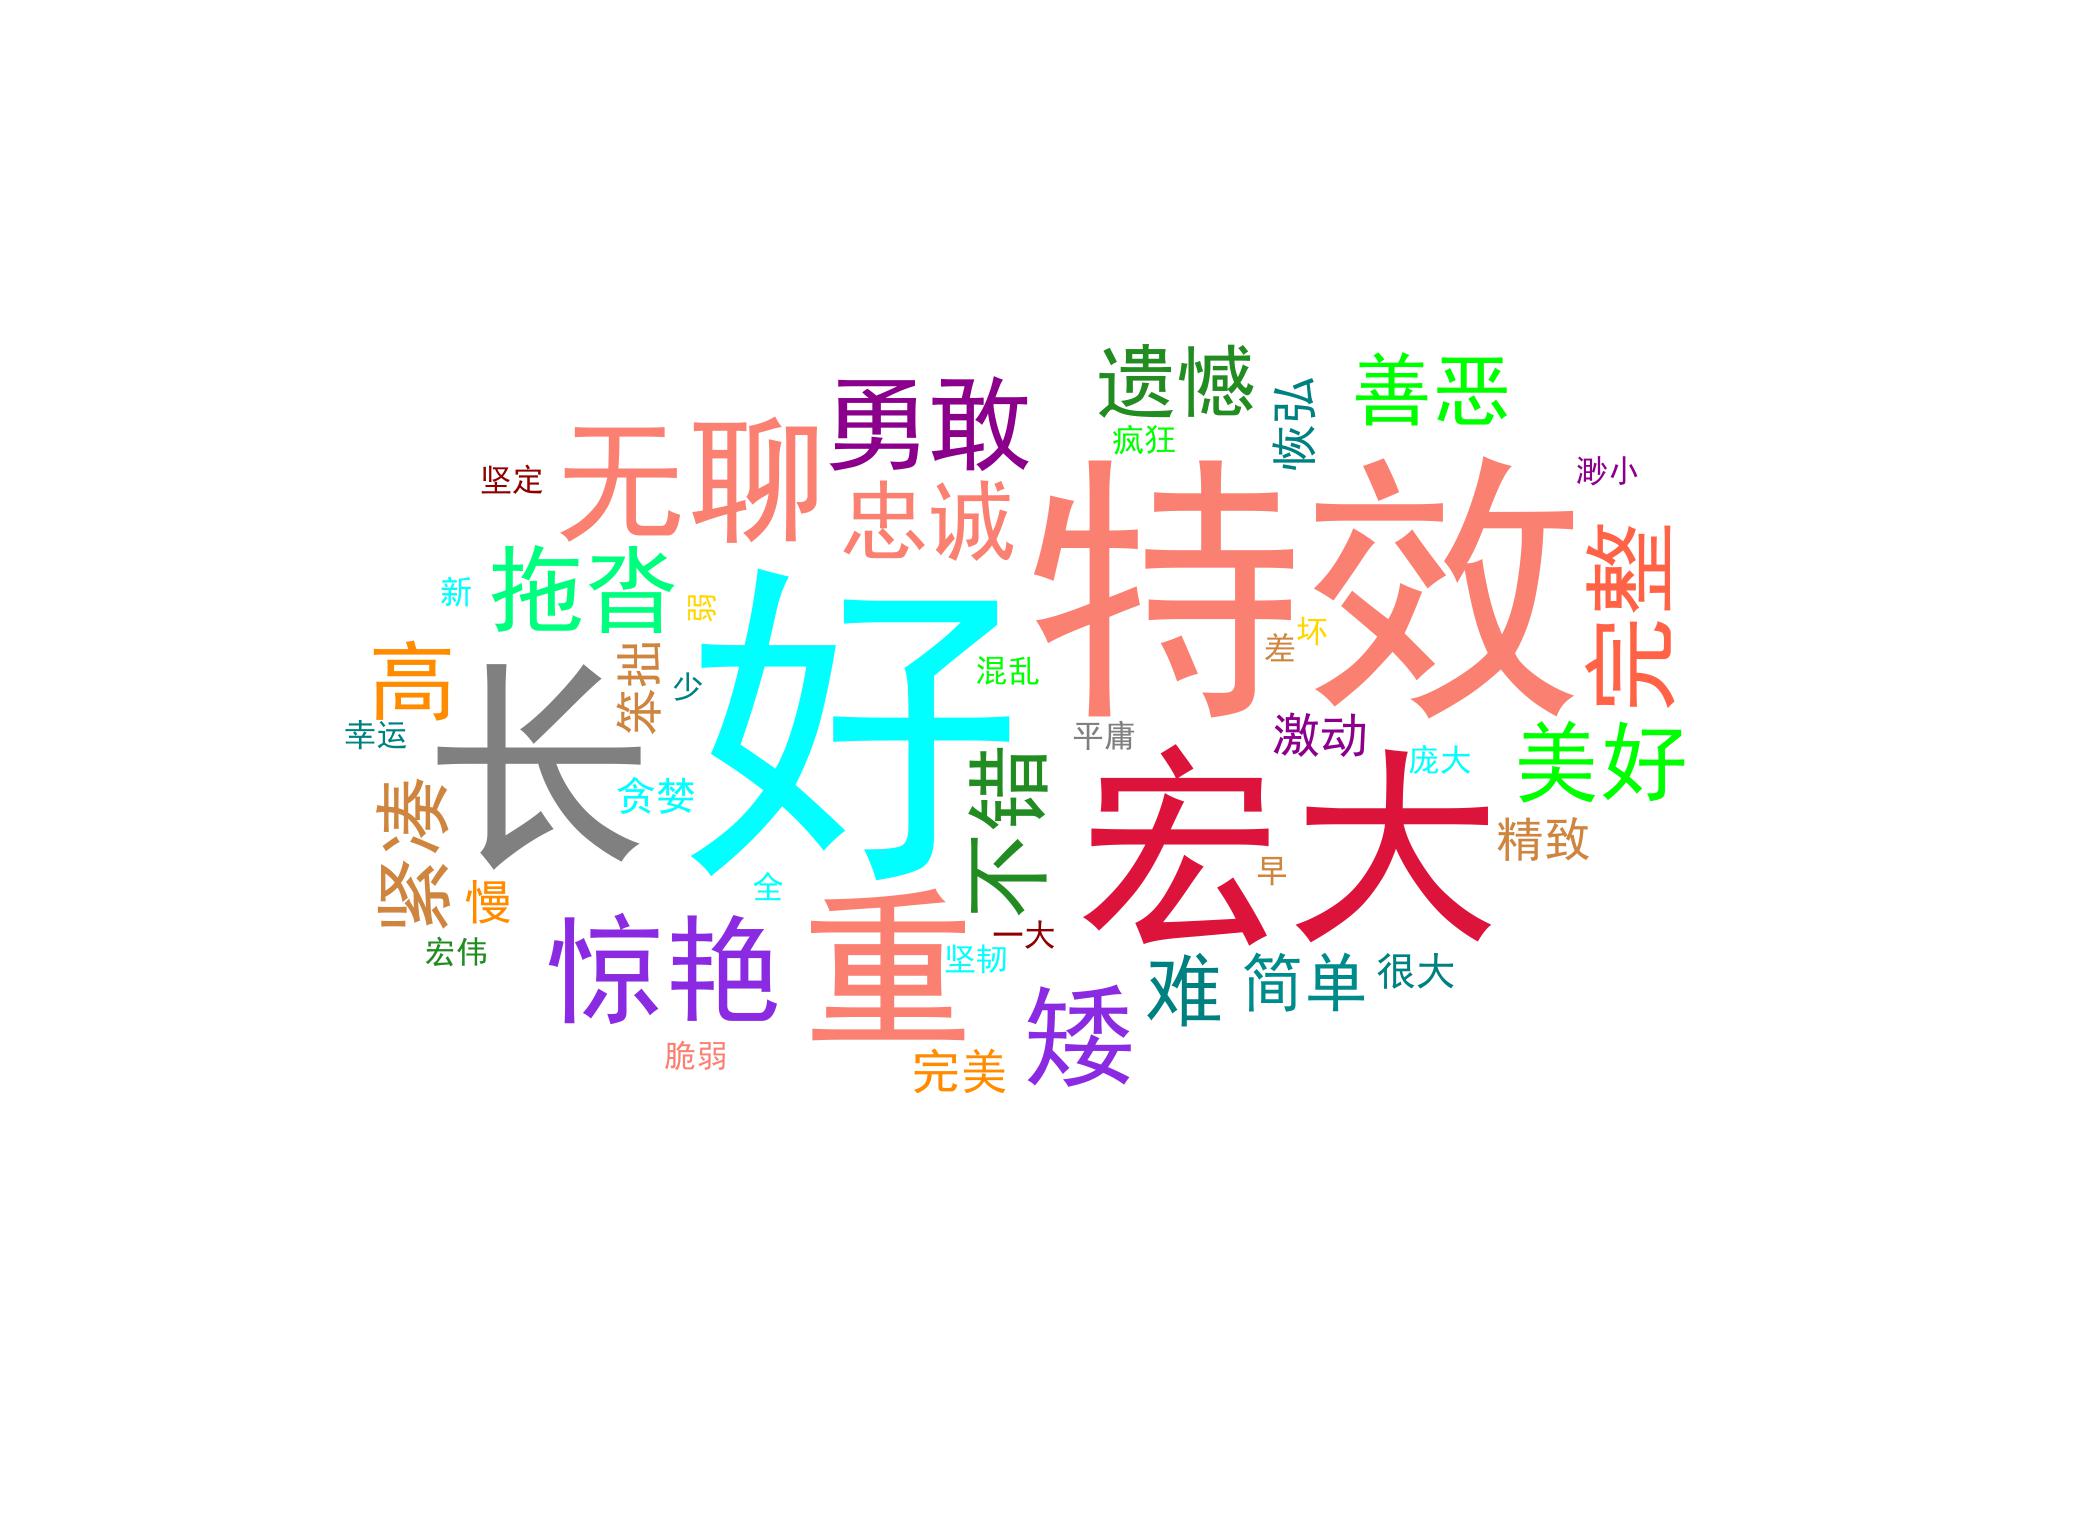 遗憾
善恶
勇敢
恢弘
无聊
疯狂
坚定
渺小
忠诚
特效
拖沓
新
弱
完整
好
坏
差
高
笨拙
少
混乱
长
幸运
平庸
激动
美好
庞大
贪婪
不错
宏大
紧凑
精致
全
早
慢
重
惊艳
宏伟
一大
坚韧
难
简单
很大
矮
脆弱
完美